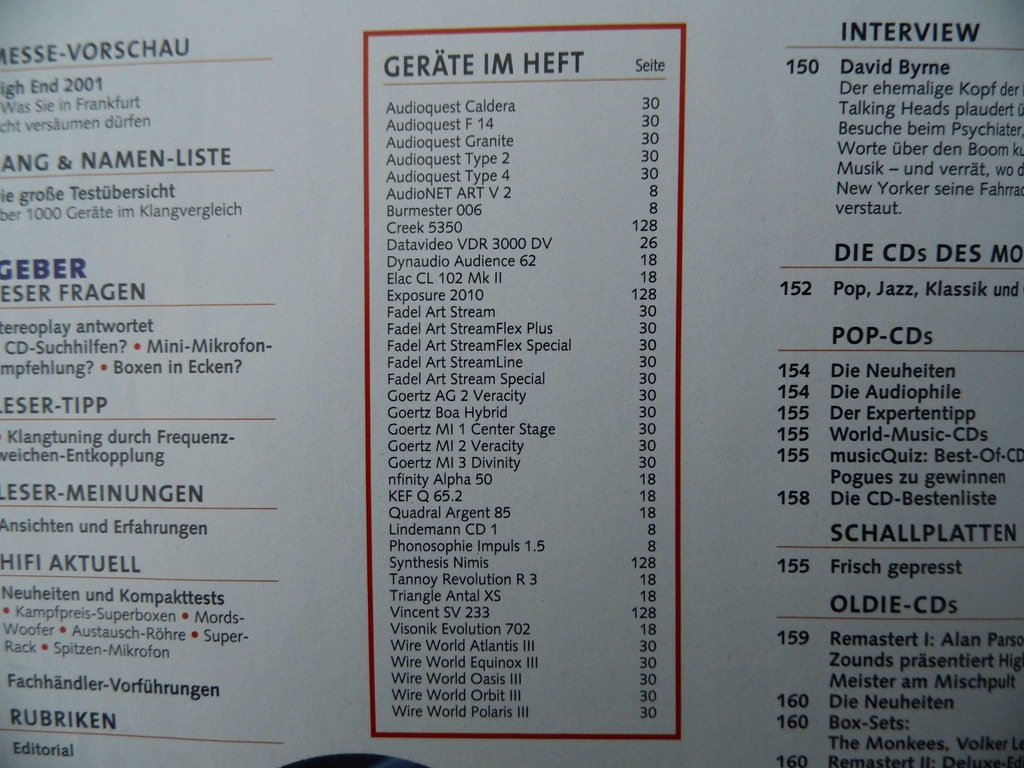 MESSE-VORSCHAU
igh End 2001
Was Sie in Frankfurt
cht versäumen dürfen
ANG & NAMEN-LISTE
ie große Testübersicht
ber 1000 Geräte im Klangvergleich
GEBER
ESER FRAGEN
tereoplay antwortet
CD-Suchhilfen? • Mini-Mikrofon-
mpfehlung? • Boxen in Ecken?
LESER-TIPP
• Klangtuning durch Frequenz-
weichen-Entkopplung
LESER-MEINUNGEN
Ansichten und Erfahrungen
HIFI AKTUELL
Neuheiten und Kompakttests
• Kampfpreis-Superboxen • Mords-
Woofer • Austausch-Röhre • Super-
Rack • Spitzen-Mikrofon
Fachhändler-Vorführungen
RUBRIKEN
Editorial
GERÄTE IM HEFT Seite
Audioquest Caldera 30
Audioquest F 14 30
Audioquest Granite 30
Audioquest Type 2 30
Audioquest Type 4 30
AudioNET ART V 2 8
Burmester 006 8
Creek 5350 128
Datavideo VDR 3000 DV 26
Dynaudio Audience 62 18
Elac CL 102 Mk II 18
Exposure 2010 128
Fadel Art Stream 30
Fadel Art StreamFlex Plus 30
Fadel Art StreamFlex Special 30
Fadel Art StreamLine 30
Fadel Art Stream Special 30
Goertz AG 2 Veracity 30
Goertz Boa Hybrid 30
Goertz MI 1 Center Stage 30
Goertz MI 2 Veracity 30
Goertz MI 3 Divinity 30
nfinity Alpha 50 18
KEF Q 65.2 18
Quadral Argent 85 18
Lindemann CD 1 8
Phonosophie Impuls 1.5 8
Synthesis Nimis 128
Tannoy Revolution R 3 18
Triangle Antal XS 18
Vincent SV 233 128
Visonik Evolution 702 18
Wire World Atlantis III 30
Wire World Equinox III 30
Wire World Oasis III 30
Wire World Orbit III 30
Wire World Polaris III 30
INTERVIEW
150 David Byrne
Der ehemalige Kopf der
Talking Heads plaudert ü
Besuche beim Psychiater,
Worte über den Boom ku
Musik – und verrät, wo d
New Yorker seine Fahrra
verstaut.
DIE CDs DES MO
152 Pop, Jazz, Klassik und
POP-CDs
154 Die Neuheiten
154 Die Audiophile
155 Der Expertentipp
155 World-Music-CDs
155 musicQuiz: Best-Of-CD
Pogues zu gewinnen
158 Die CD-Bestenliste
SCHALLPLATTEN
155 Frisch gepresst
OLDIE-CDs
159 Remastert I: Alan Parso
Zounds präsentiert High
Meister am Mischpult
160 Die Neuheiten
160 Box-Sets:
The Monkees, Volker Le
160 Remastert II: Deluxe-Ed